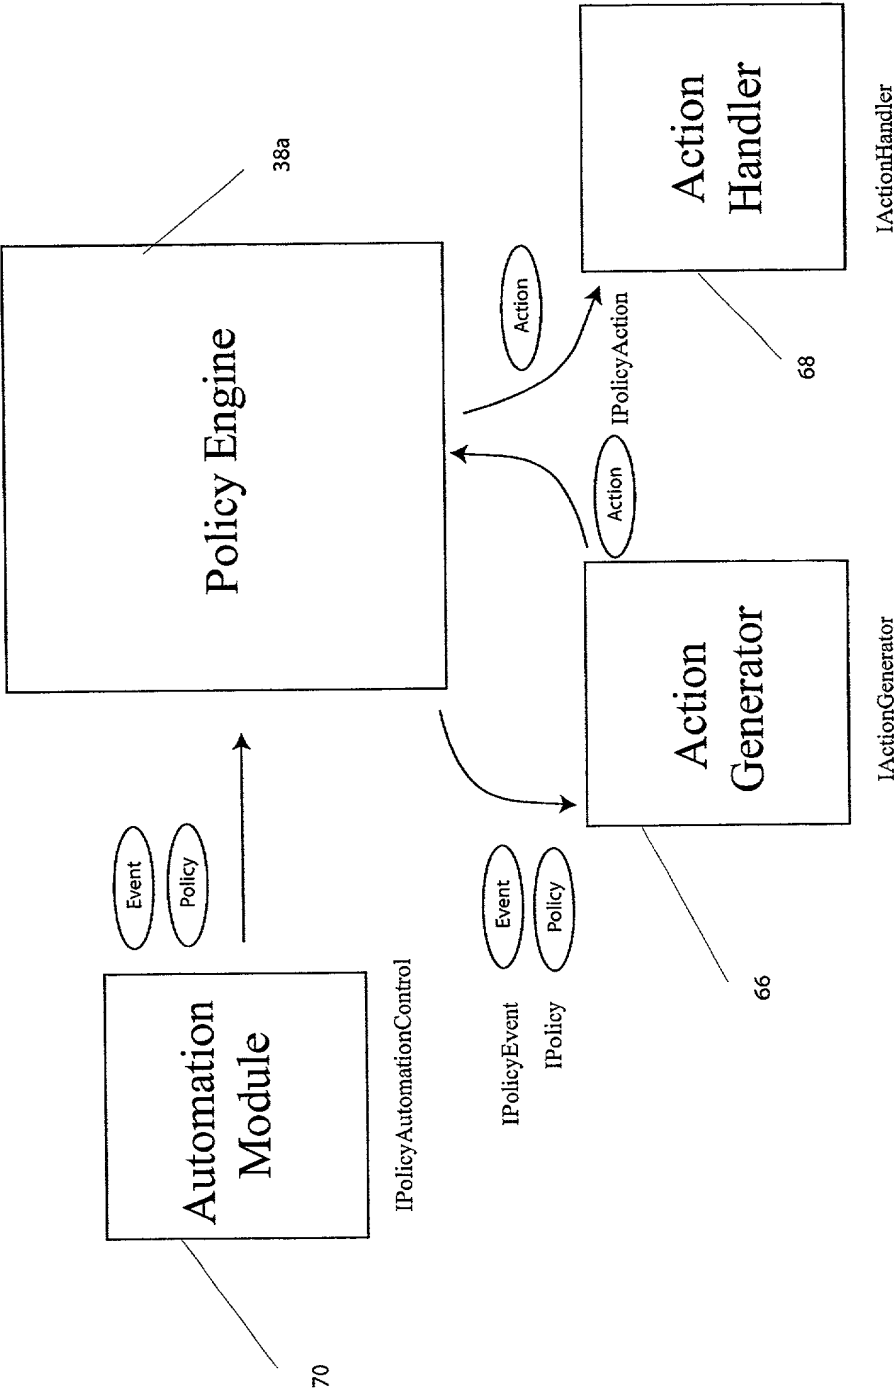 38a
Policy Engine
Event
Policy
Automation
Module
IPolicyAutomationControl
70
Event
Policy
IPolicyEvent
IPolicy
Action
IPolicyAction
Action
Action
Generator
IActionGenerator
66
Action
Handler
IActionHandler
68